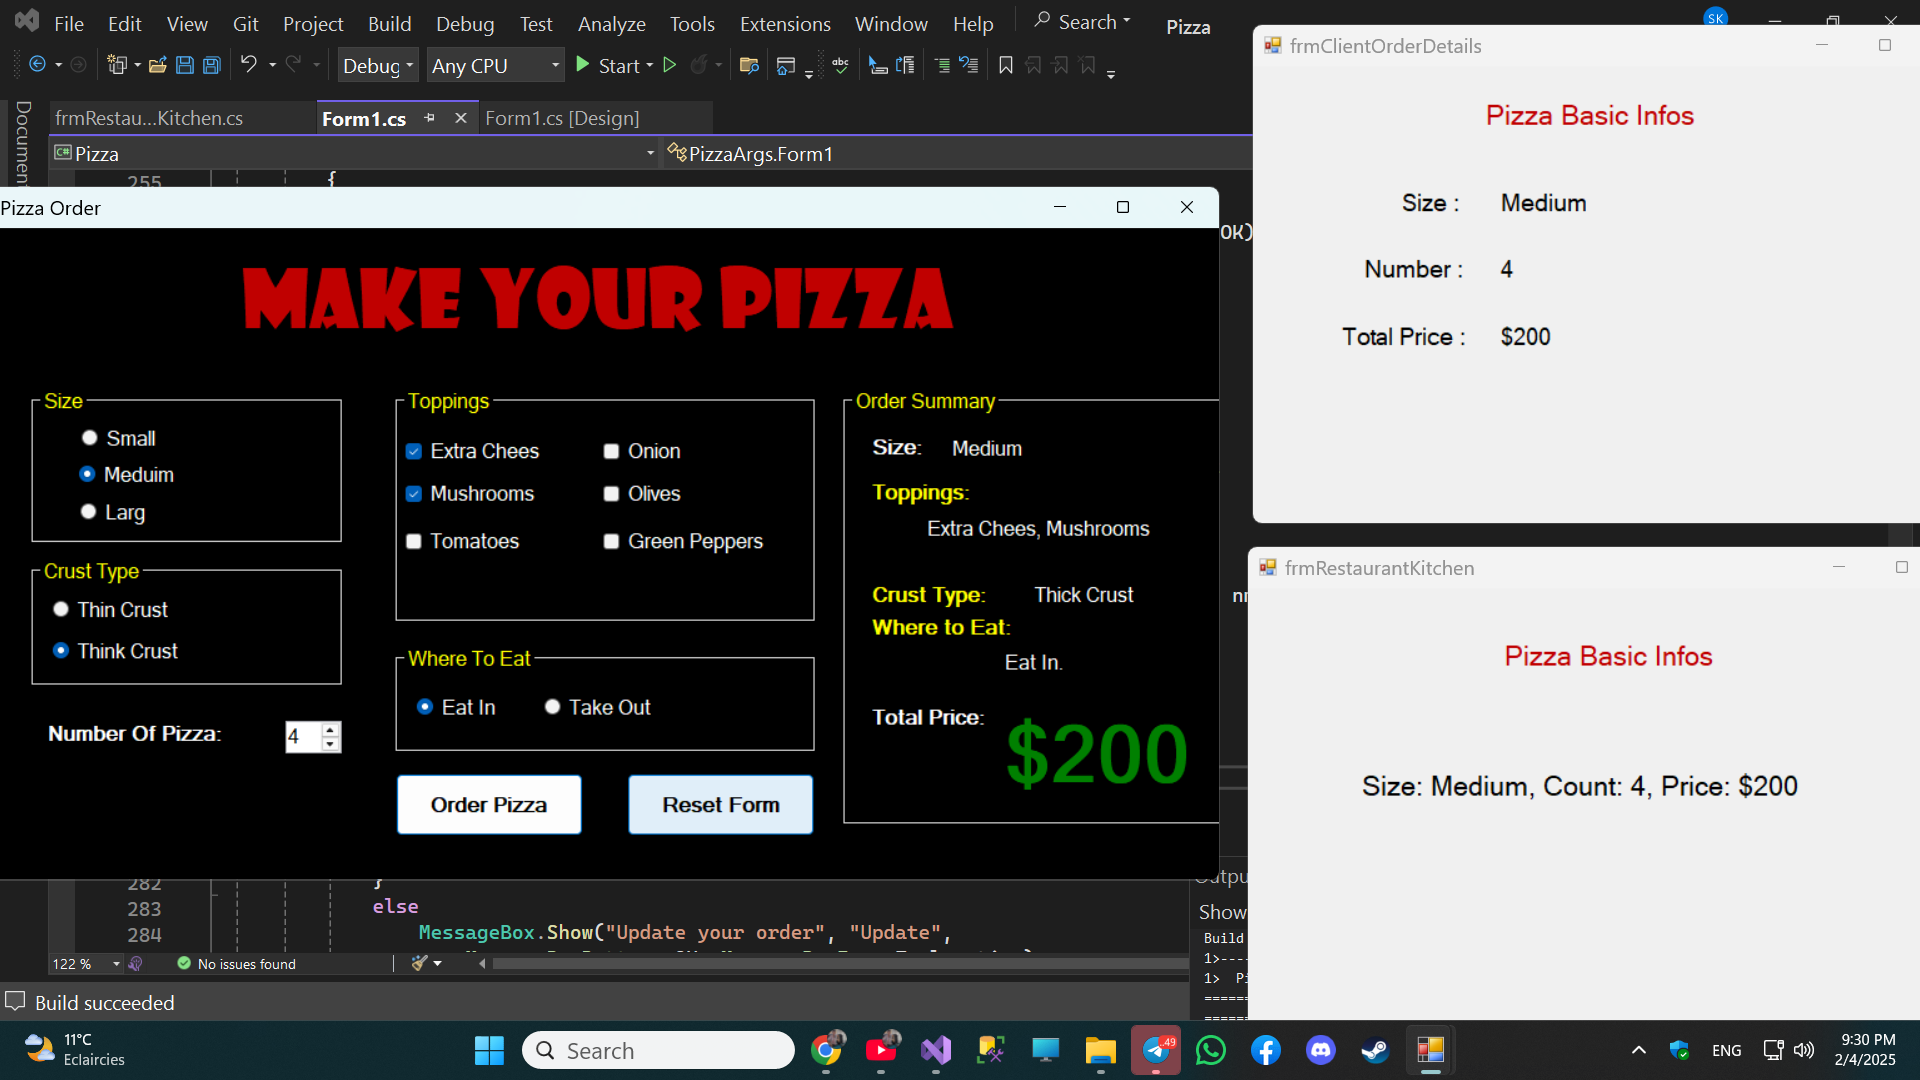 File Edit View Git Project Build Debug Test Analyze Tools Extensions Window Help Search Pizza SK
Debug Any CPU Start
Document
frmRestau...Kitchen.cs Form1.cs Form1.cs [Design]
Pizza PizzaArgs.Form1
255 {
Pizza Order
OK)
MAKE YOUR PIZZA
Size
Small
Meduim
Larg
Crust Type
Thin Crust
Think Crust
Number Of Pizza: 4
Toppings
Extra Chees Onion
Mushrooms Olives
Tomatoes Green Peppers
Where To Eat
Eat In Take Out
Order Pizza Reset Form
Order Summary
Size: Medium
Toppings:
Extra Chees, Mushrooms
Crust Type: Thick Crust
Where to Eat:
Eat In.
Total Price: $200
frmClientOrderDetails
Pizza Basic Infos
Size : Medium
Number : 4
Total Price : $200
frmRestaurantKitchen
Pizza Basic Infos
Size: Medium, Count: 4, Price: $200
282 }
283 else
284 MessageBox.Show("Update your order", "Update",
122 % No issues found
Show
Build
1>----
1> Pi
Build succeeded
11°C
Eclaircies
Search
49
ENG
9:30 PM
2/4/2025